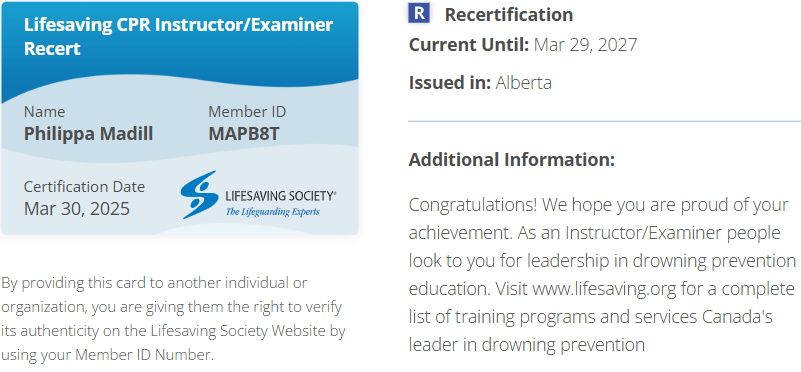 Lifesaving CPR Instructor/Examiner
Recert
Name
Philippa Madill
Member ID
MAPB8T
Certification Date
Mar 30, 2025
LIFESAVING SOCIETY®
The Lifeguarding Experts
By providing this card to another individual or
organization, you are giving them the right to verify
its authenticity on the Lifesaving Society Website by
using your Member ID Number.
R Recertification
Current Until: Mar 29, 2027
Issued in: Alberta
Additional Information:
Congratulations! We hope you are proud of your
achievement. As an Instructor/Examiner people
look to you for leadership in drowning prevention
education. Visit www.lifesaving.org for a complete
list of training programs and services Canada's
leader in drowning prevention